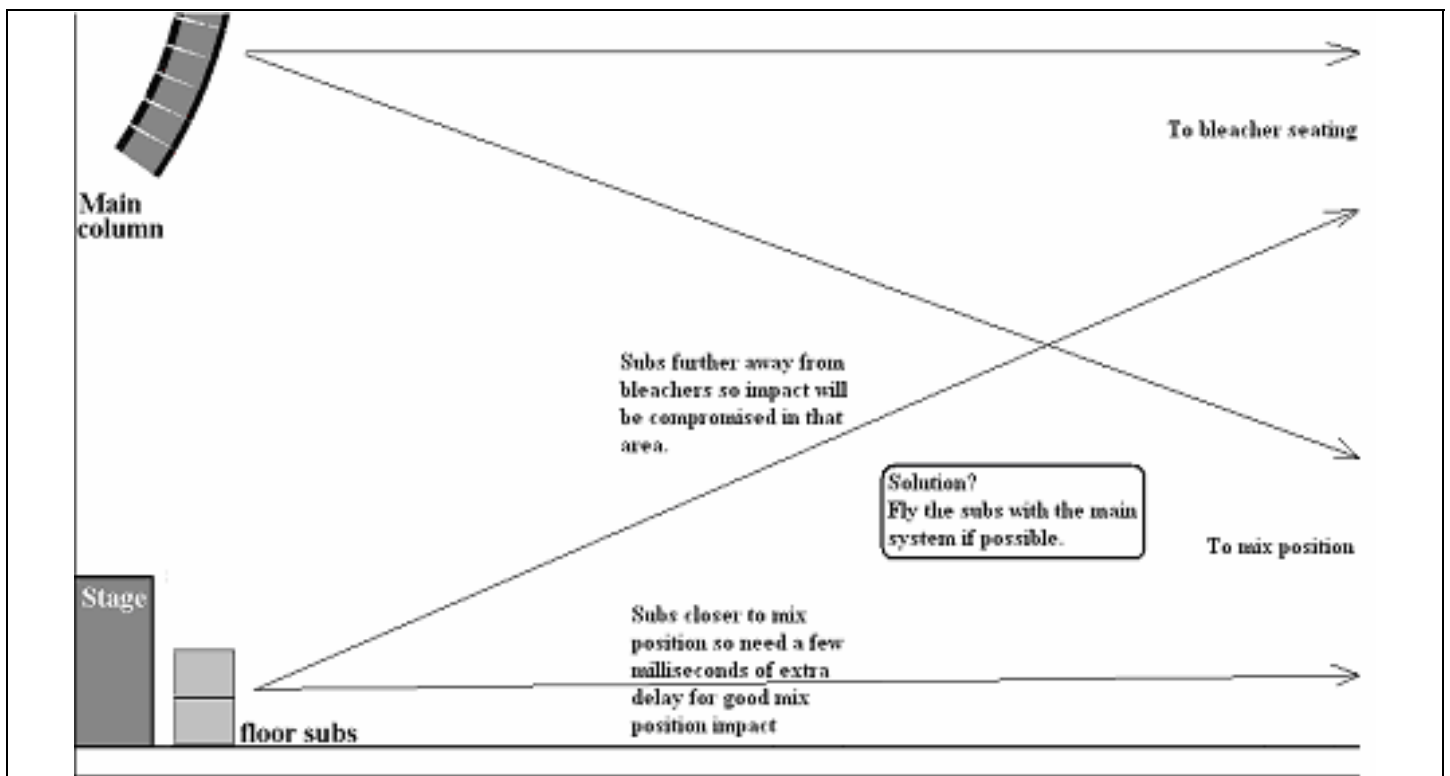 To bleacher seating
Main
column
Subs further away from
bleachers so impact will
be compromised in that
area.
Solution?
Fly the subs with the main
system if possible.
To mix position
Stage
Subs closer to mix
position so need a few
milliseconds of extra
delay for good mix
position impact
floor subs